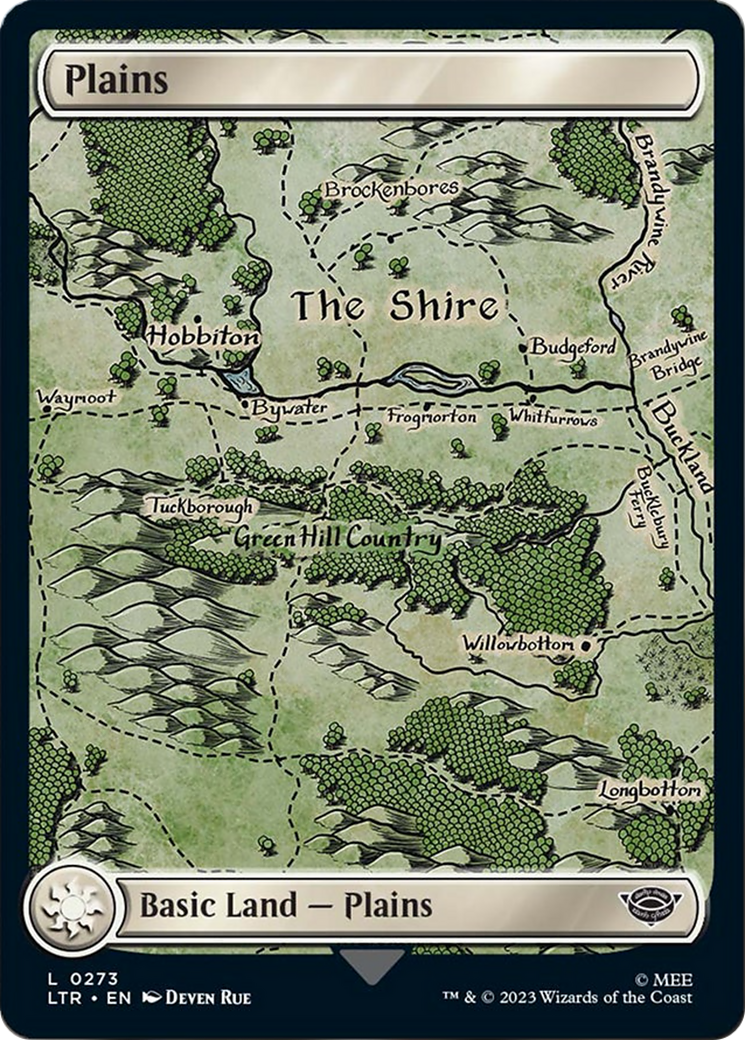 Plains
Brockenbores
Brandywine River
The Shire
Hobbiton
Budgeford
Brandywine
Bridge
Waymoot
Bywater
Frogmorton
Whitfurrows
Buckland
Bucklebury
Ferry
Tuckborough
Green Hill Country
Willowbottom
Longbottom
Basic Land — Plains
L 0273
LTR • EN Deven Rue
© MEE
™ & © 2023 Wizards of the Coast